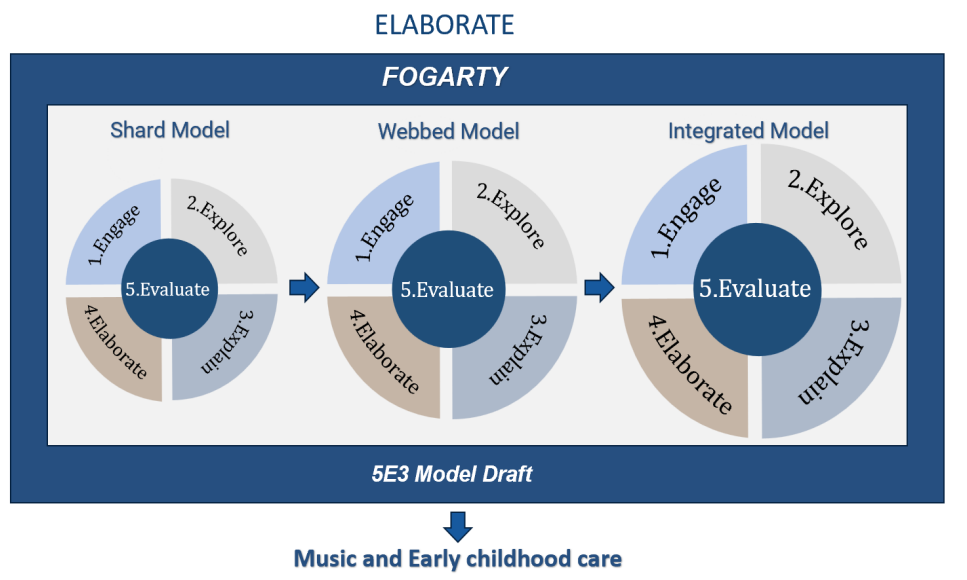 ELABORATE
FOGARTY
Shard Model
1.Engage
2.Explore
3.Explain
4.Elaborate
5.Evaluate
Webbed Model
1.Engage
2.Explore
3.Explain
4.Elaborate
5.Evaluate
Integrated Model
1.Engage
2.Explore
3.Explain
4.Elaborate
5.Evaluate
5E3 Model Draft
Music and Early childhood care